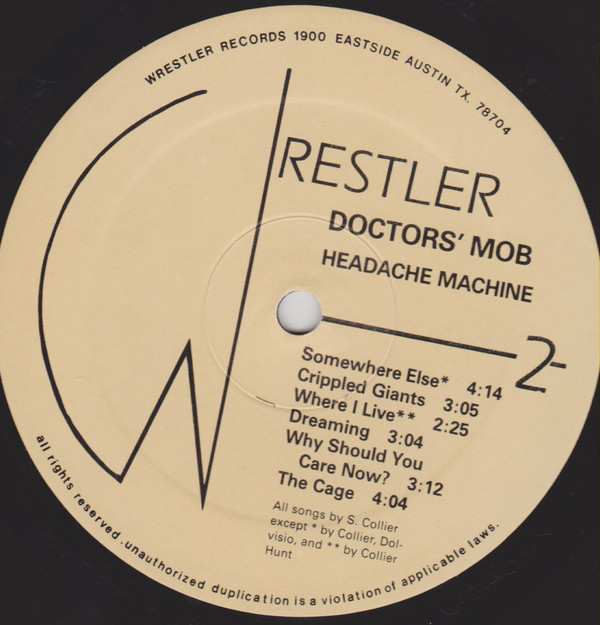 WRESTLER RECORDS 1900 EASTSIDE AUSTIN TX. 78704
WRESTLER
DOCTORS' MOB
HEADACHE MACHINE
2
Somewhere Else* 4:14
Crippled Giants 3:05
Where I Live** 2:25
Dreaming 3:04
Why Should You
Care Now? 3:12
The Cage 4:04
All songs by S. Collier
except * by Collier, Dol-
visio, and ** by Collier
Hunt
all rights reserved .unauthorized duplication is a violation of applicable laws.